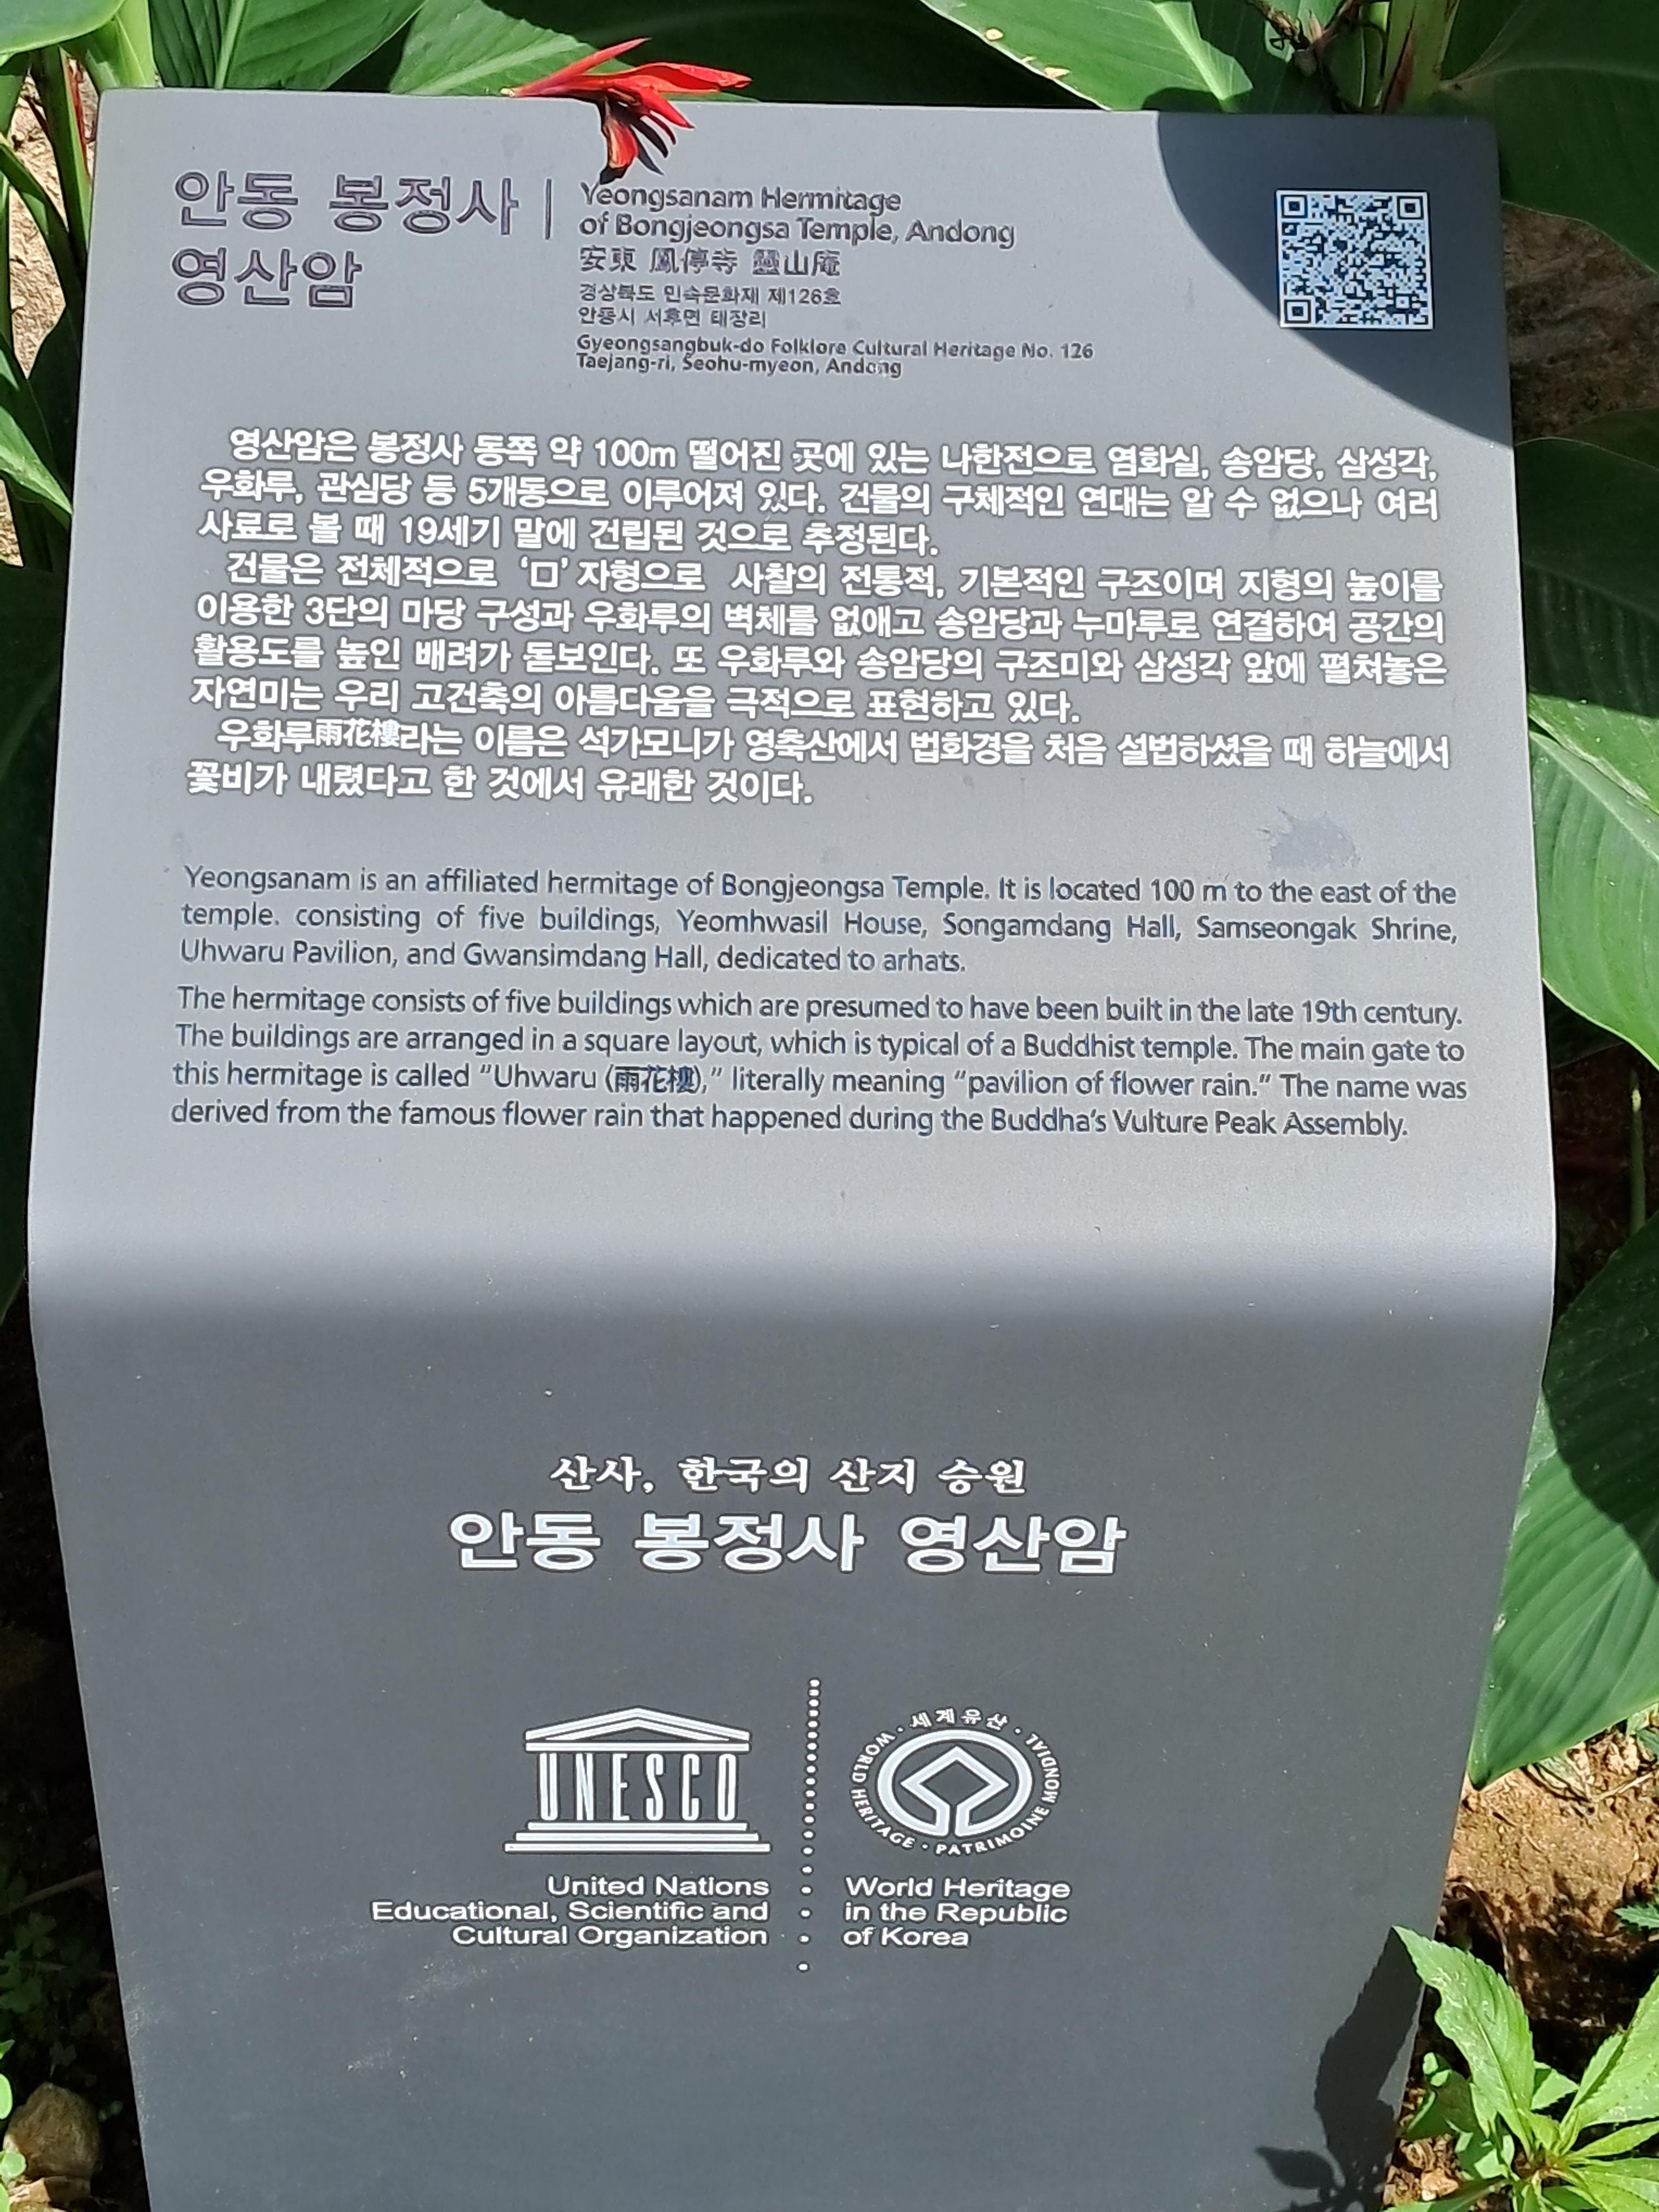 안동 봉정사
영산암
Yeongsanam Hermitage
of Bongjeongsa Temple, Andong
安東 鳳停寺 靈山庵
경상북도 민속문화재 제126호
안동시 서후면 태장리
Gyeongsangbuk-do Folklore Cultural Heritage No. 126
Taejang-ri, Seohu-myeon, Andong
영산암은 봉정사 동쪽 약 100m 떨어진 곳에 있는 나한전으로 염화실, 송암당, 삼성각,
우화루, 관심당 등 5개동으로 이루어져 있다. 건물의 구체적인 연대는 알 수 없으나 여러
사료로 볼 때 19세기 말에 건립된 것으로 추정된다.
건물은 전체적으로 ‘ロ’자형으로 사찰의 전통적, 기본적인 구조이며 지형의 높이를
이용한 3단의 마당 구성과 우화루의 벽체를 없애고 송암당과 누마루로 연결하여 공간의
활용도를 높인 배려가 돋보인다. 또 우화루와 송암당의 구조미와 삼성각 앞에 펼쳐놓은
자연미는 우리 고건축의 아름다움을 극적으로 표현하고 있다.
우화루雨花樓라는 이름은 석가모니가 영축산에서 법화경을 처음 설법하셨을 때 하늘에서
꽃비가 내렸다고 한 것에서 유래한 것이다.
Yeongsanam is an affiliated hermitage of Bongjeongsa Temple. It is located 100 m to the east of the
temple. consisting of five buildings, Yeomhwasil House, Songamdang Hall, Samseongak Shrine,
Uhwaru Pavilion, and Gwansimdang Hall, dedicated to arhats.
The hermitage consists of five buildings which are presumed to have been built in the late 19th century.
The buildings are arranged in a square layout, which is typical of a Buddhist temple. The main gate to
this hermitage is called “Uhwaru (雨花樓),” literally meaning “pavilion of flower rain.” The name was
derived from the famous flower rain that happened during the Buddha’s Vulture Peak Assembly.
산사, 한국의 산지 승원
안동 봉정사 영산암
UNESCO
United Nations
Educational, Scientific and
Cultural Organization
· 세계유산 ·
WORLD HERITAGE · PATRIMOINE MONDIAL
World Heritage
in the Republic
of Korea